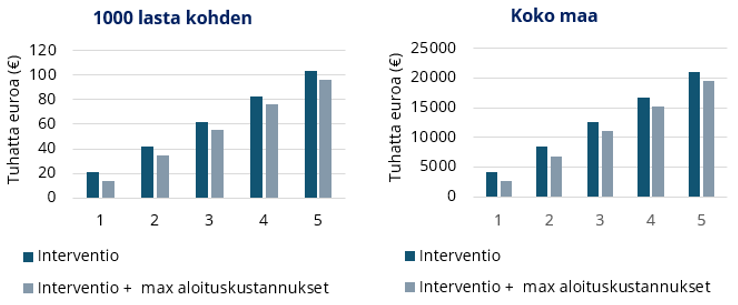 1000 lasta kohden
Tuhatta euroa (€)
120
100
80
60
40
20
0
1 2 3 4 5
Interventio
Interventio + max aloituskustannukset
Koko maa
Tuhatta euroa (€)
25000
20000
15000
10000
5000
0
1 2 3 4 5
Interventio
Interventio + max aloituskustannukset